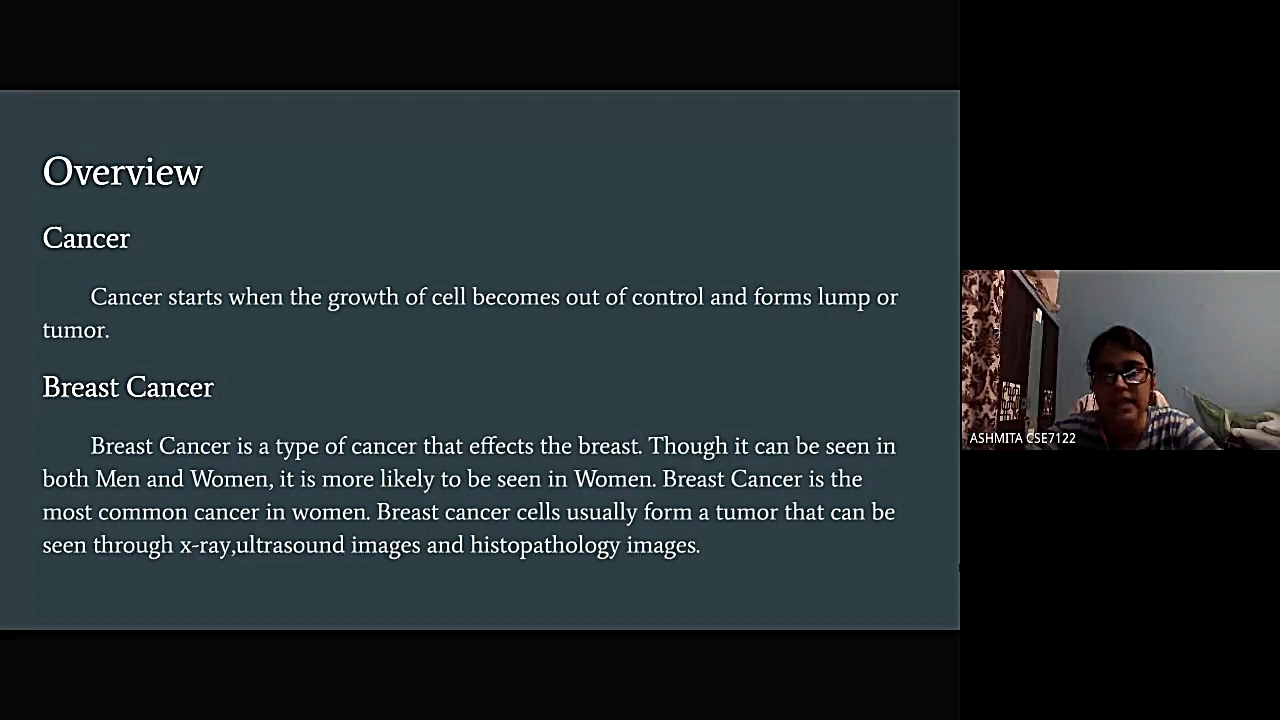 Overview
Cancer
Cancer starts when the growth of cell becomes out of control and forms lump or
tumor.
Breast Cancer
Breast Cancer is a type of cancer that effects the breast. Though it can be seen in
both Men and Women, it is more likely to be seen in Women. Breast Cancer is the
most common cancer in women. Breast cancer cells usually form a tumor that can be
seen through x-ray,ultrasound images and histopathology images.
ASHMITA CSE7122